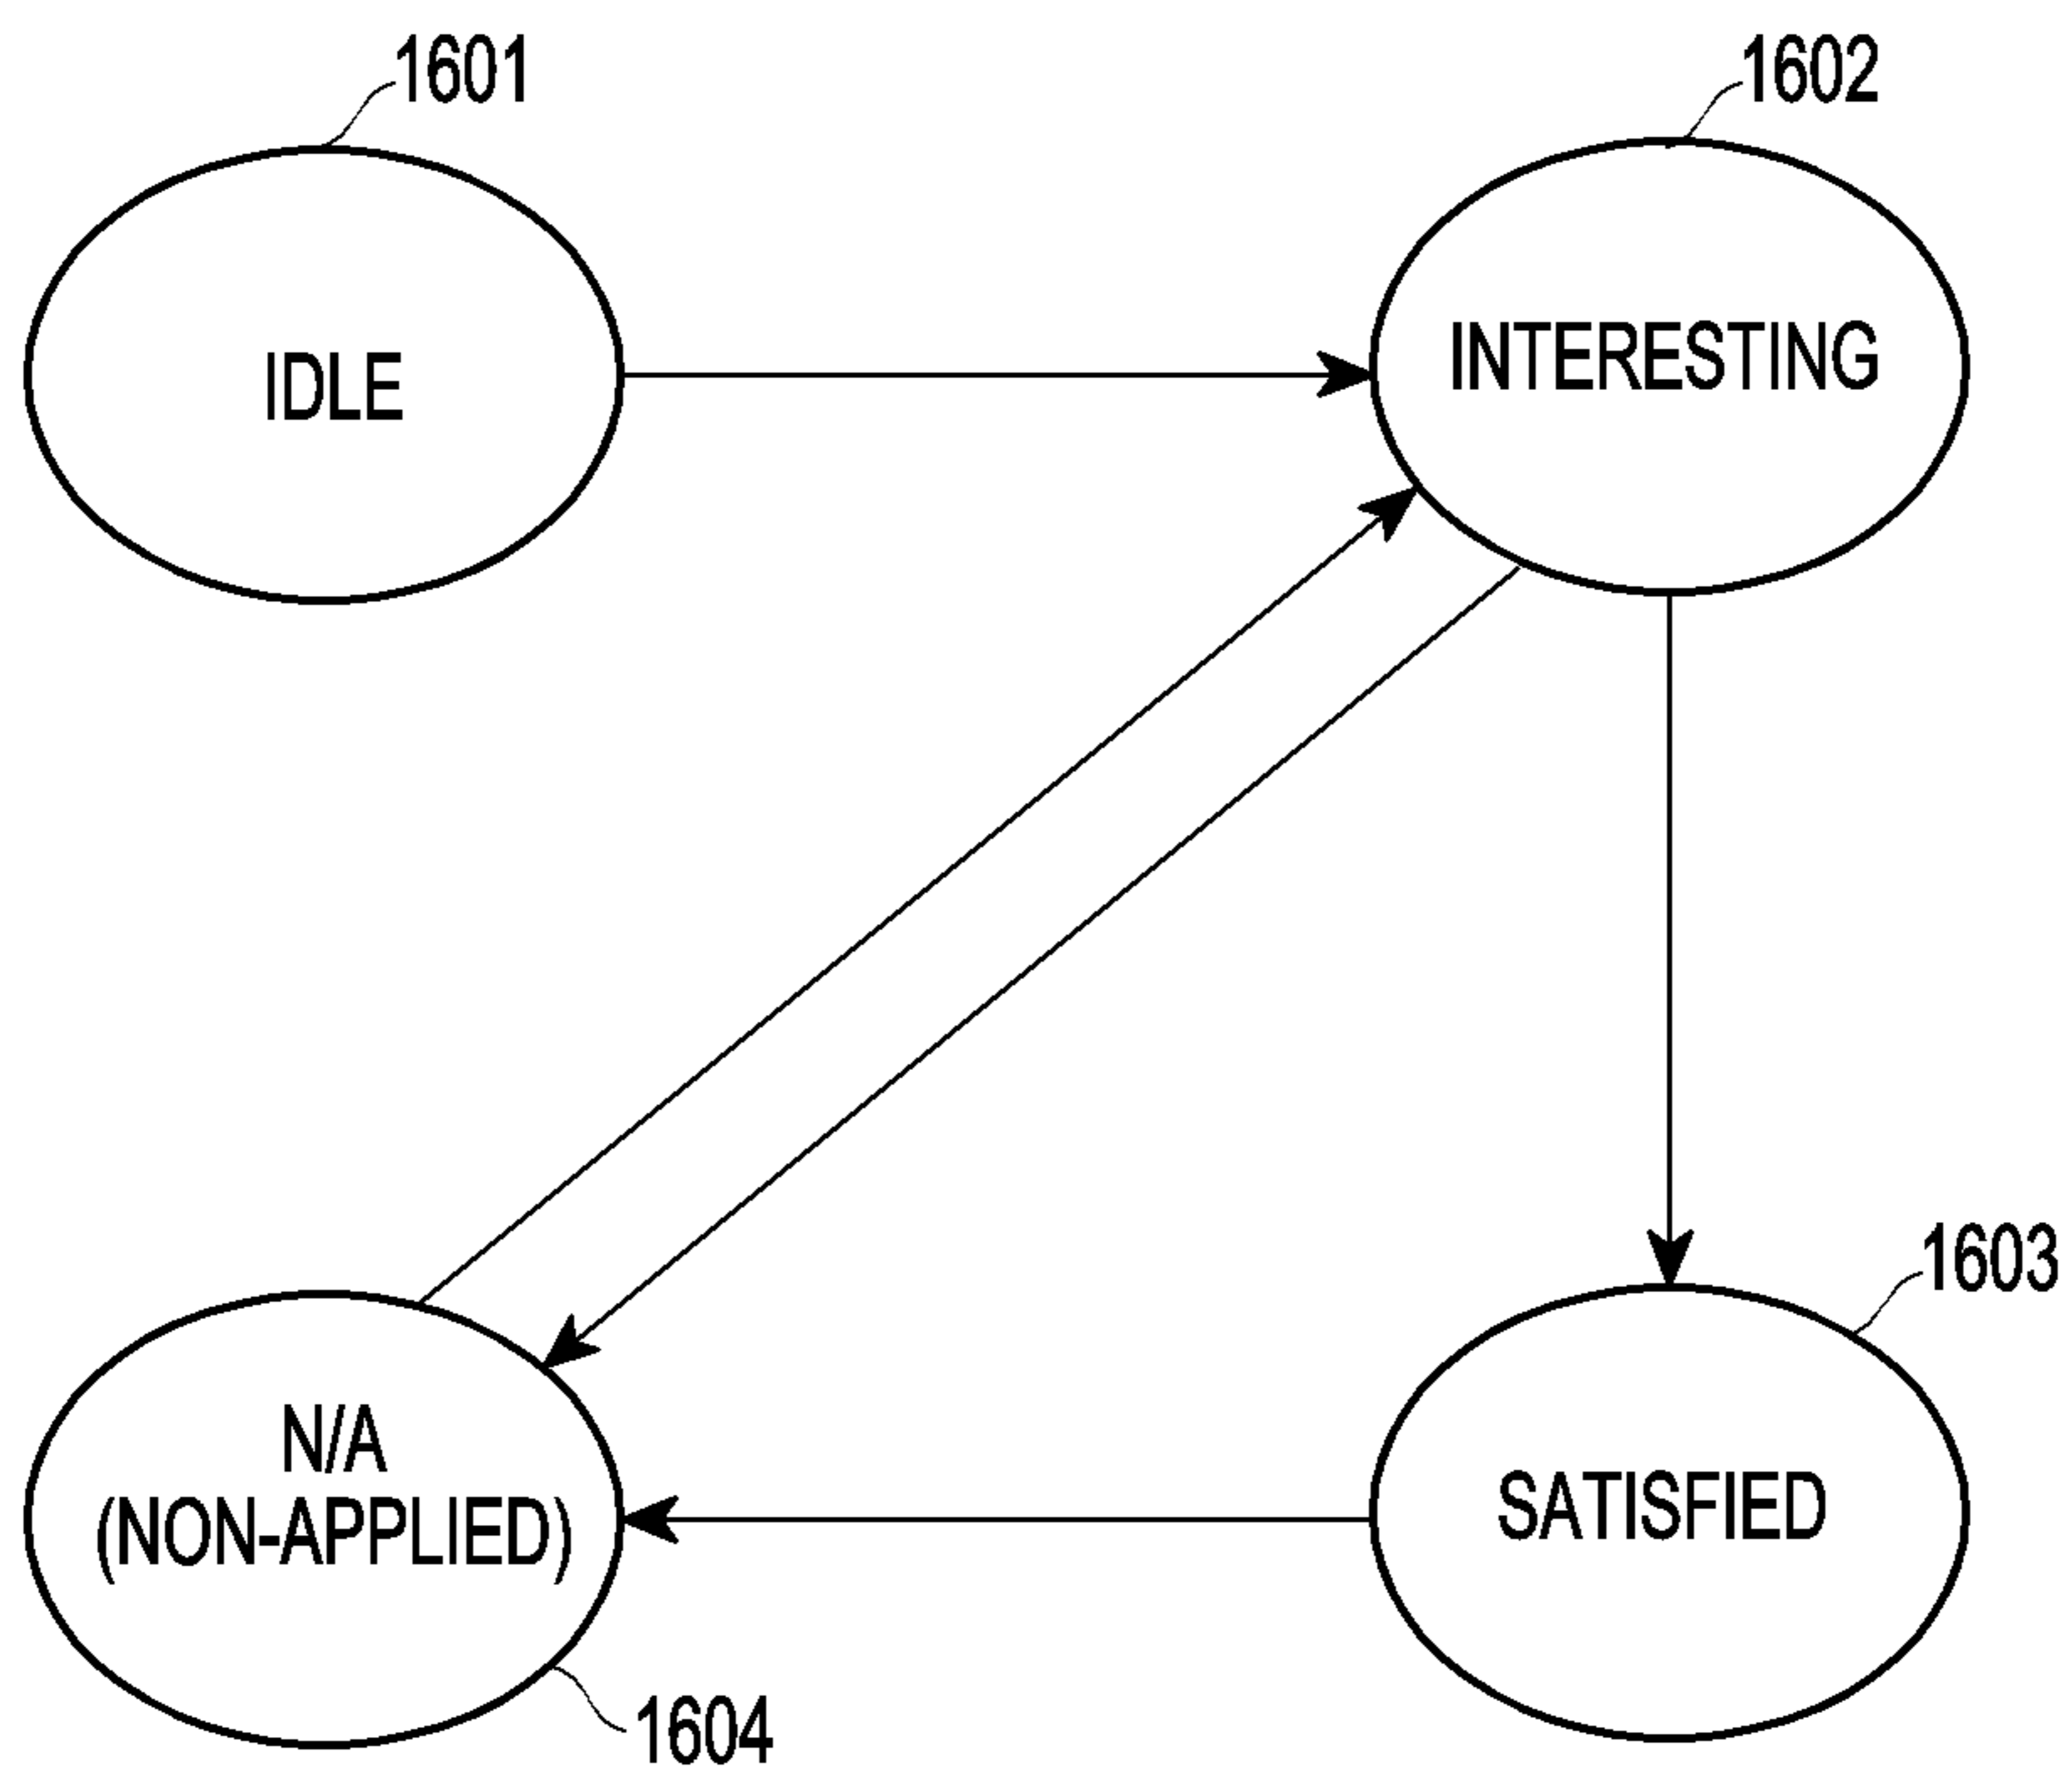 1601
1602
IDLE
INTERESTING
1603
N/A
(NON-APPLIED)
SATISFIED
1604